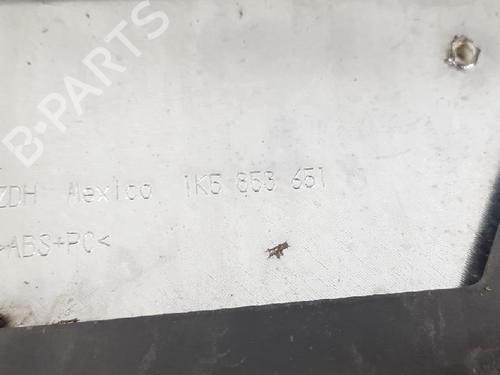 B-PARTS
ZDH Mexico 1K5 853 651
>ABS+PC<